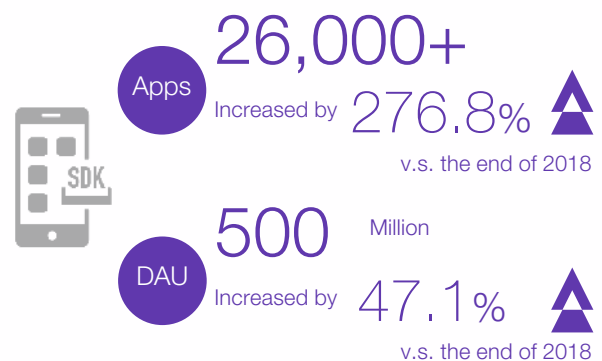 26,000+
Apps
Increased by 276.8%
v.s. the end of 2018
SDK
500 Million
DAU
Increased by 47.1%
v.s. the end of 2018